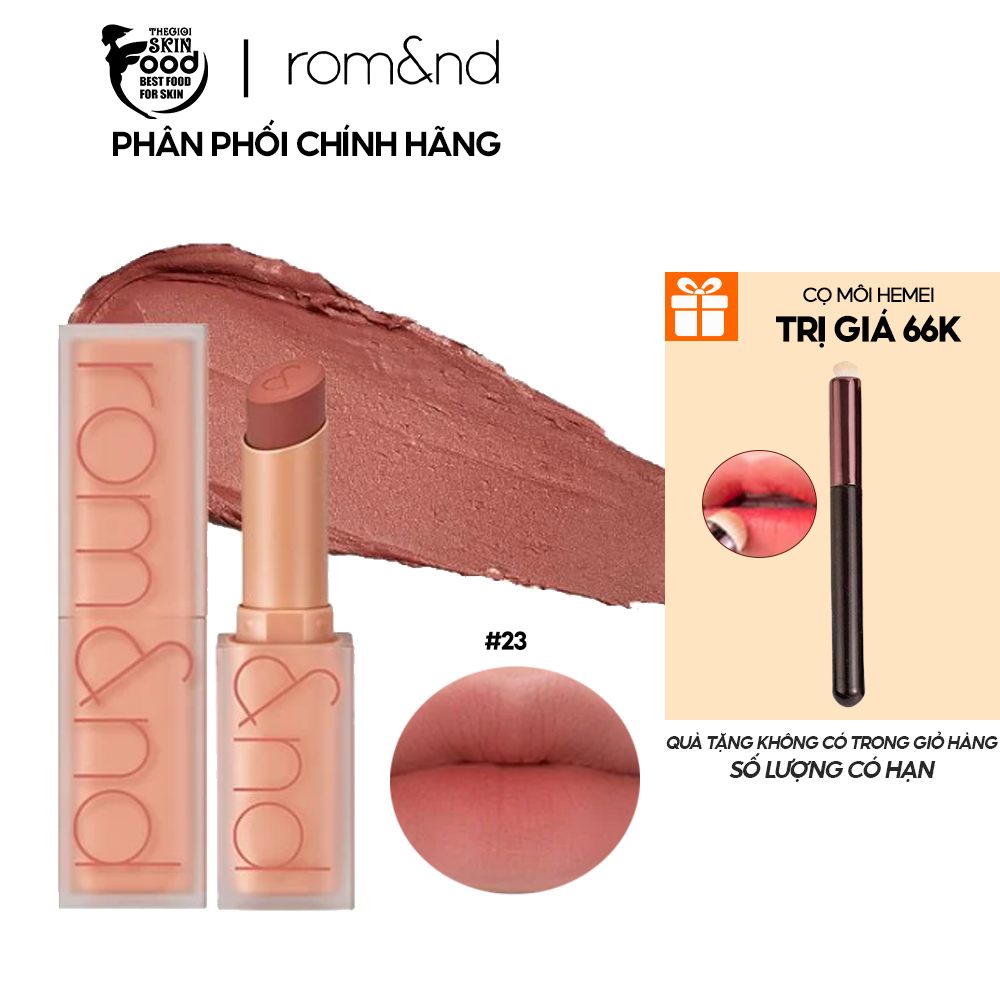 THEGIOI
SKIN
Food
BEST FOOD
FOR SKIN
rom&nd
PHÂN PHỐI CHÍNH HÃNG
CỌ MÔI HEMEI
TRỊ GIÁ 66K
rom&nd
&nd
#23
QUÀ TẶNG KHÔNG CÓ TRONG GIỎ HÀNG
SỐ LƯỢNG CÓ HẠN